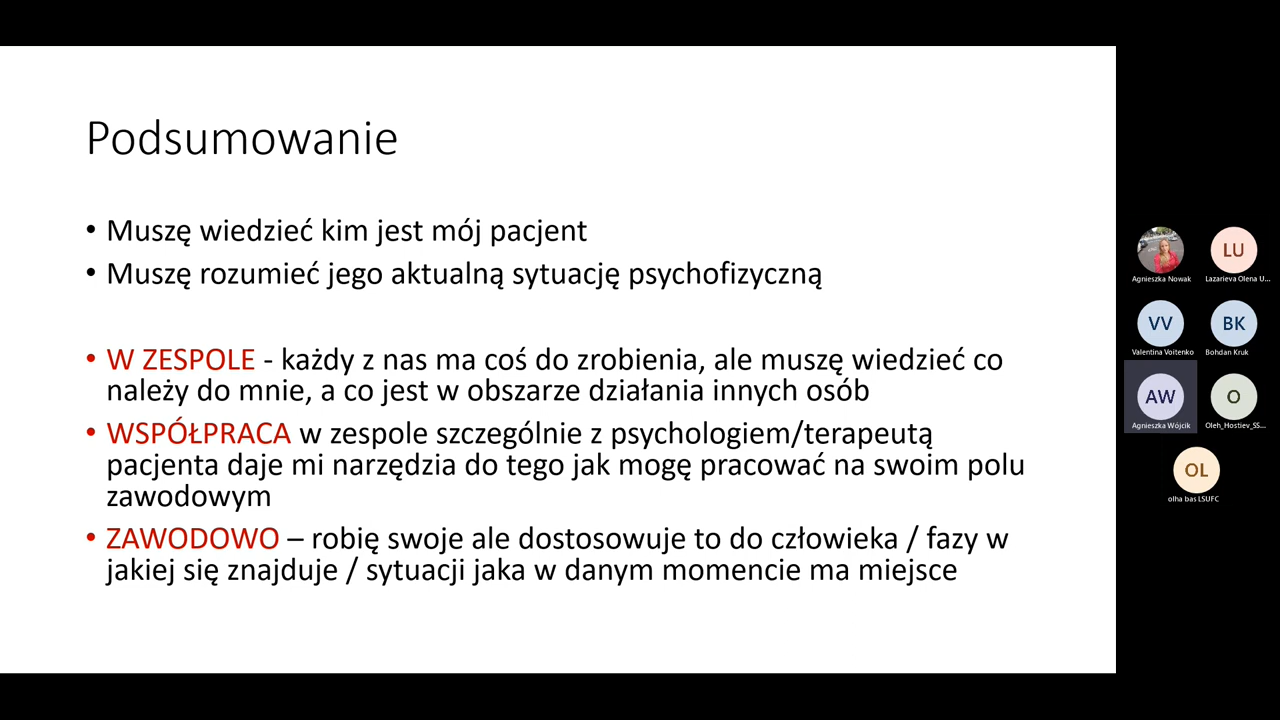 Podsumowanie
• Muszę wiedzieć kim jest mój pacjent
• Muszę rozumieć jego aktualną sytuację psychofizyczną
• W ZESPOLE - każdy z nas ma coś do zrobienia, ale muszę wiedzieć co
należy do mnie, a co jest w obszarze działania innych osób
• WSPÓŁPRACA w zespole szczególnie z psychologiem/terapeutą
pacjenta daje mi narzędzia do tego jak mogę pracować na swoim polu
zawodowym
• ZAWODOWO – robię swoje ale dostosowuje to do człowieka / fazy w
jakiej się znajduje / sytuacji jaka w danym momencie ma miejsce
LU
Agnieszka Nowak
Lazarieva Olena U...
VV
BK
Valentina Voitenko
Bohdan Kruk
AW
O
Agnieszka Wójcik
Oleh_Hostiev_SS...
OL
olha bas LSUFC